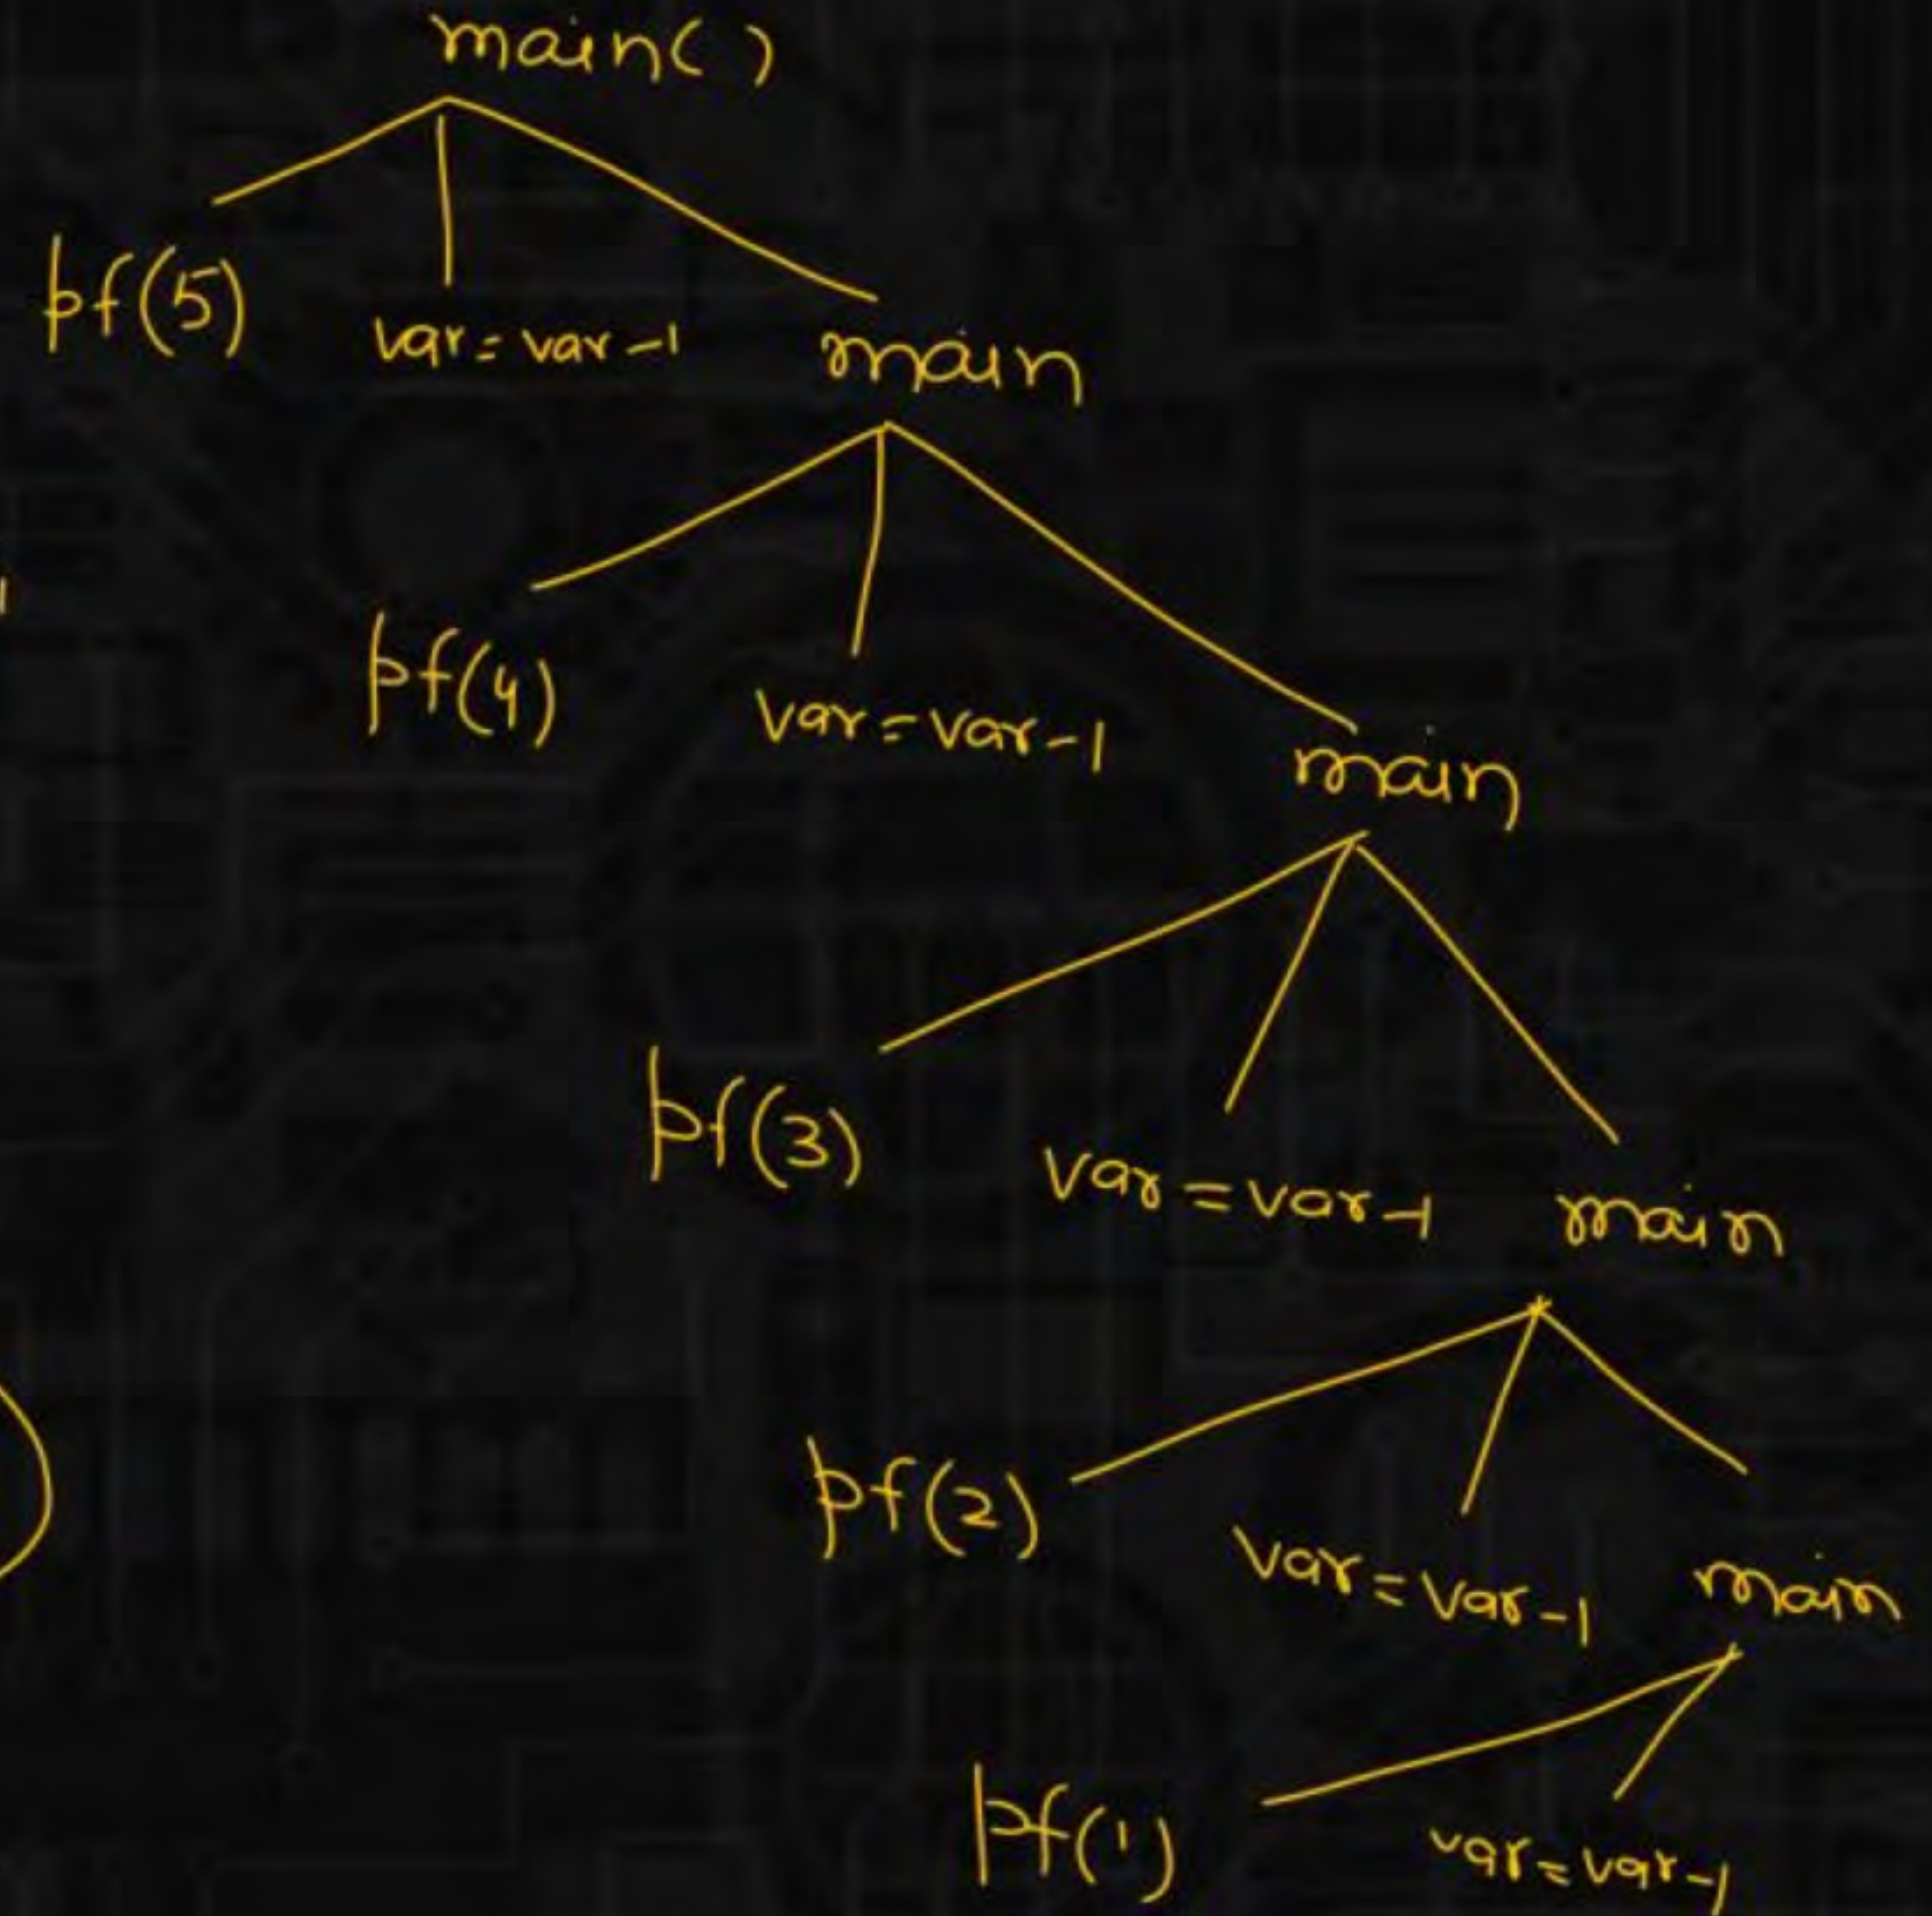 main()
pf(5)
var = var - 1
main
pf(4)
var = var - 1
main
pf(3)
var = var - 1
main
pf(2)
var = var - 1
main
pf(1)
var = var - 1